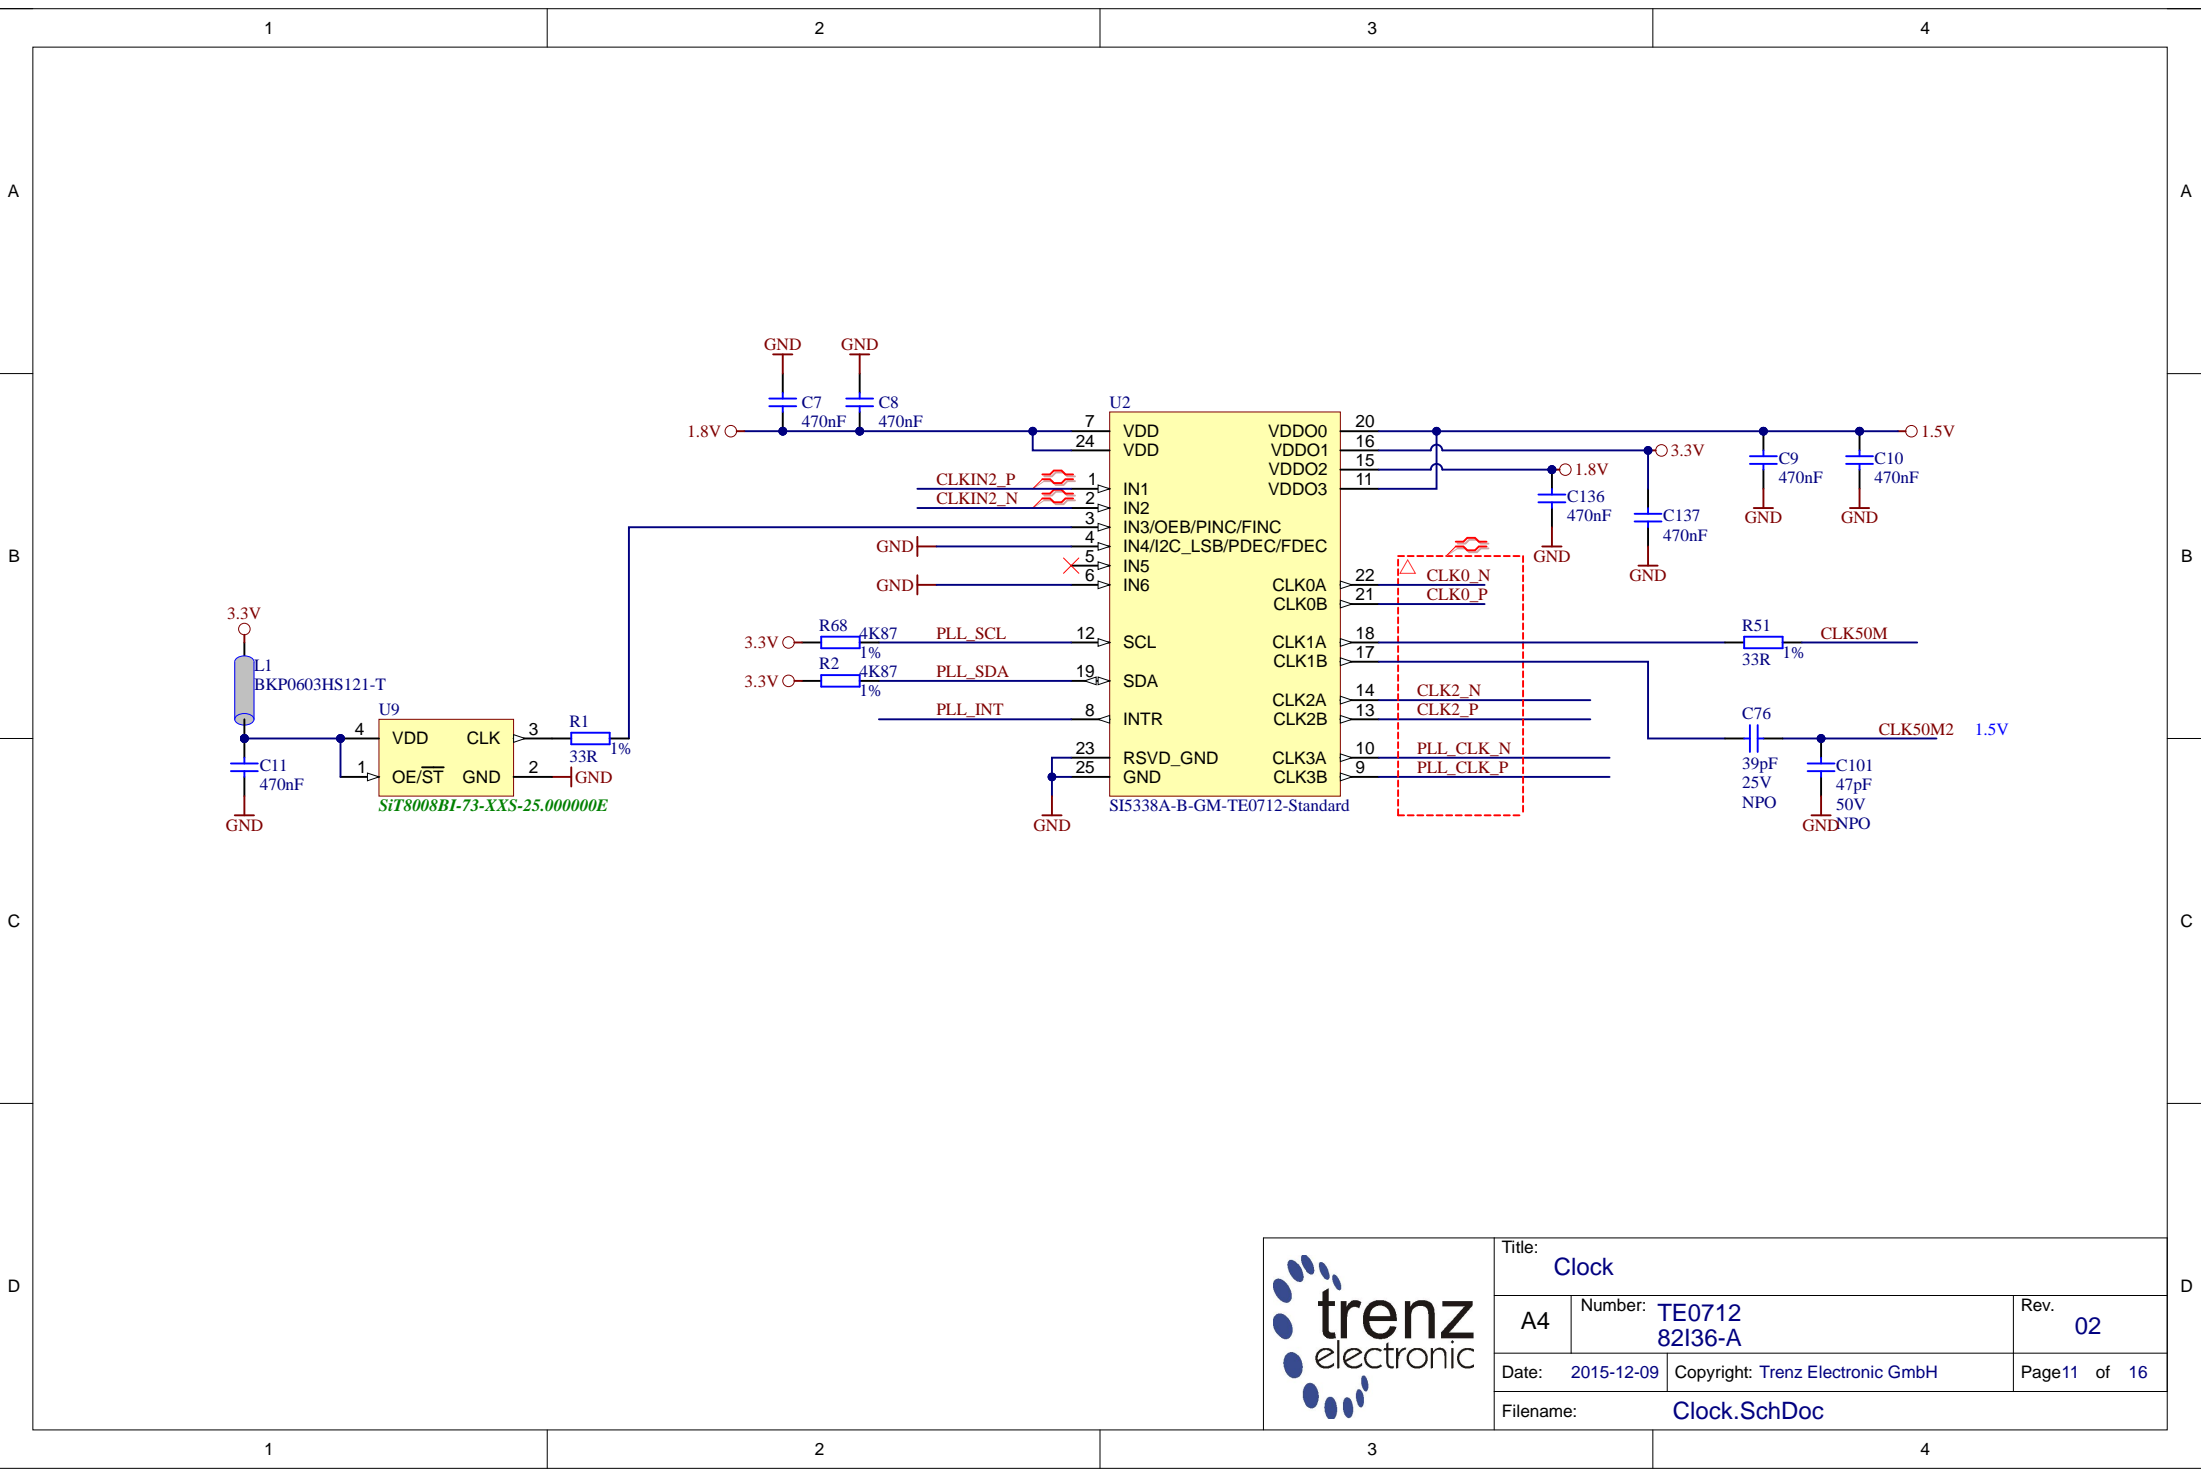 1 2 3 4
A A
GND GND
C7 C8
470nF 470nF
1.8V
U2
7 VDD VDDO0 20
24 VDD VDDO1 16
VDDO2 15
VDDO3 11
1.5V
3.3V
1.8V
C9 C10
470nF 470nF
GND GND
C136
470nF
GND
C137
470nF
GND
CLKIN2_P 1 IN1
CLKIN2_N 2 IN2
3 IN3/OEB/PINC/FINC
GND 4 IN4/I2C_LSB/PDEC/FDEC
5 IN5
GND 6 IN6
B B
CLK0A 22 CLK0_N
CLK0B 21 CLK0_P
3.3V R68 4K87 1% PLL_SCL 12 SCL
3.3V R2 4K87 1% PLL_SDA 19 SDA
PLL_INT 8 INTR
CLK1A 18 R51 33R 1% CLK50M
CLK1B 17
CLK2A 14 CLK2_N
CLK2B 13 CLK2_P
23 RSVD_GND
25 GND
CLK3A 10 PLL_CLK_N
CLK3B 9 PLL_CLK_P
SI5338A-B-GM-TE0712-Standard
GND
C76
39pF
25V
NPO
CLK50M2 1.5V
C101
47pF
50V
NPO
GND
3.3V
L1
BKP0603HS121-T
U9
4 VDD CLK 3
1 OE/ST GND 2
R1
33R 1%
GND
C11
470nF
GND
SiT8008BI-73-XXS-25.000000E
C C
D D
trenz
electronic
Title:
Clock
A4
Number: TE0712
82I36-A
Rev.
02
Date: 2015-12-09 Copyright: Trenz Electronic GmbH Page11 of 16
Filename: Clock.SchDoc
1 2 3 4